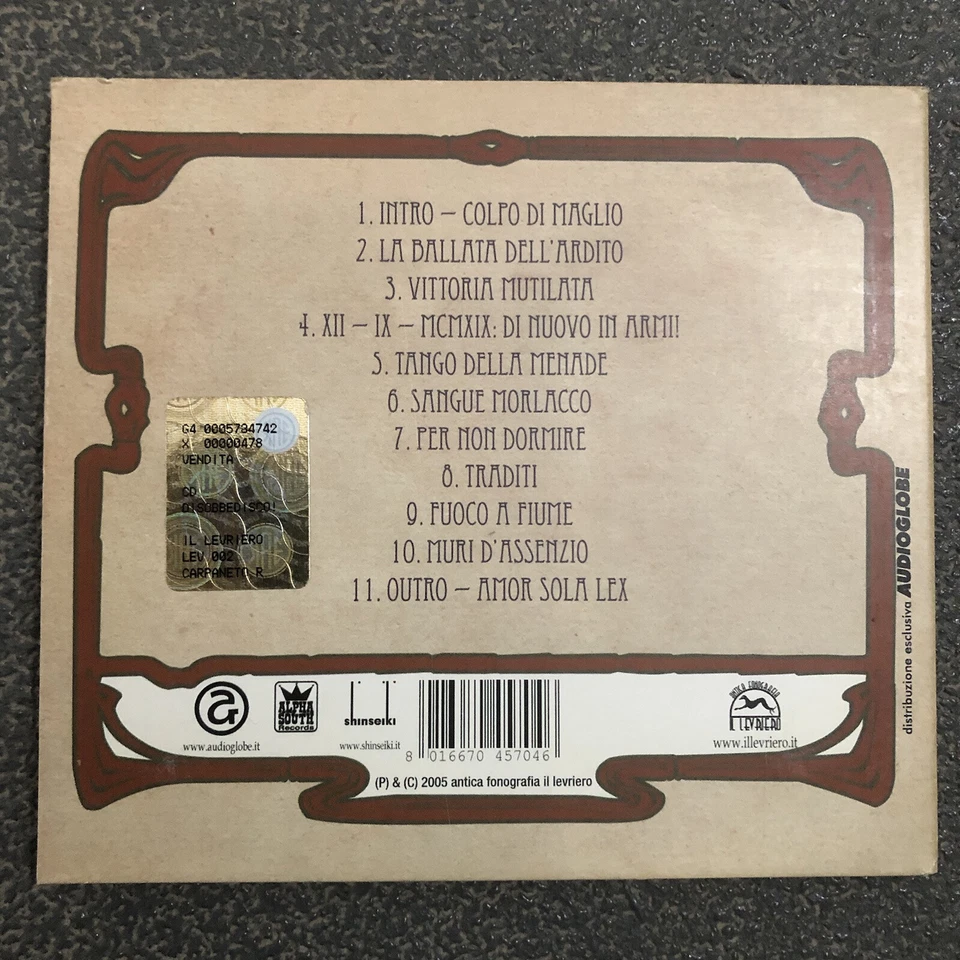 1. INTRO – COLPO DI MAGLIO
2. LA BALLATA DELL'ARDITO
3. VITTORIA MUTILATA
4. XII – IX – MCMXIX: DI NUOVO IN ARMI!
5. TANGO DELLA MENADE
6. SANGUE MORLACCO
7. PER NON DORMIRE
8. TRADITI
9. FUOCO A FIUME
10. MURI D'ASSENZIO
11. OUTRO – AMOR SOLA LEX
G4 0005734742
X 00000478
VENDITA
CD
DISOBBEDISCO!
IL LEVRIERO
LEV 002
CARPANETO R
distribuzione esclusiva AUDIOGLOBE
www.audioglobe.it
ALPHA
SOUTH
Records
shinseiki
www.shinseiki.it
8 016670 457046
ANTICA FONOGRAFIA
IL LEVRIERO
www.illevriero.it
(P) & (C) 2005 antica fonografia il levriero